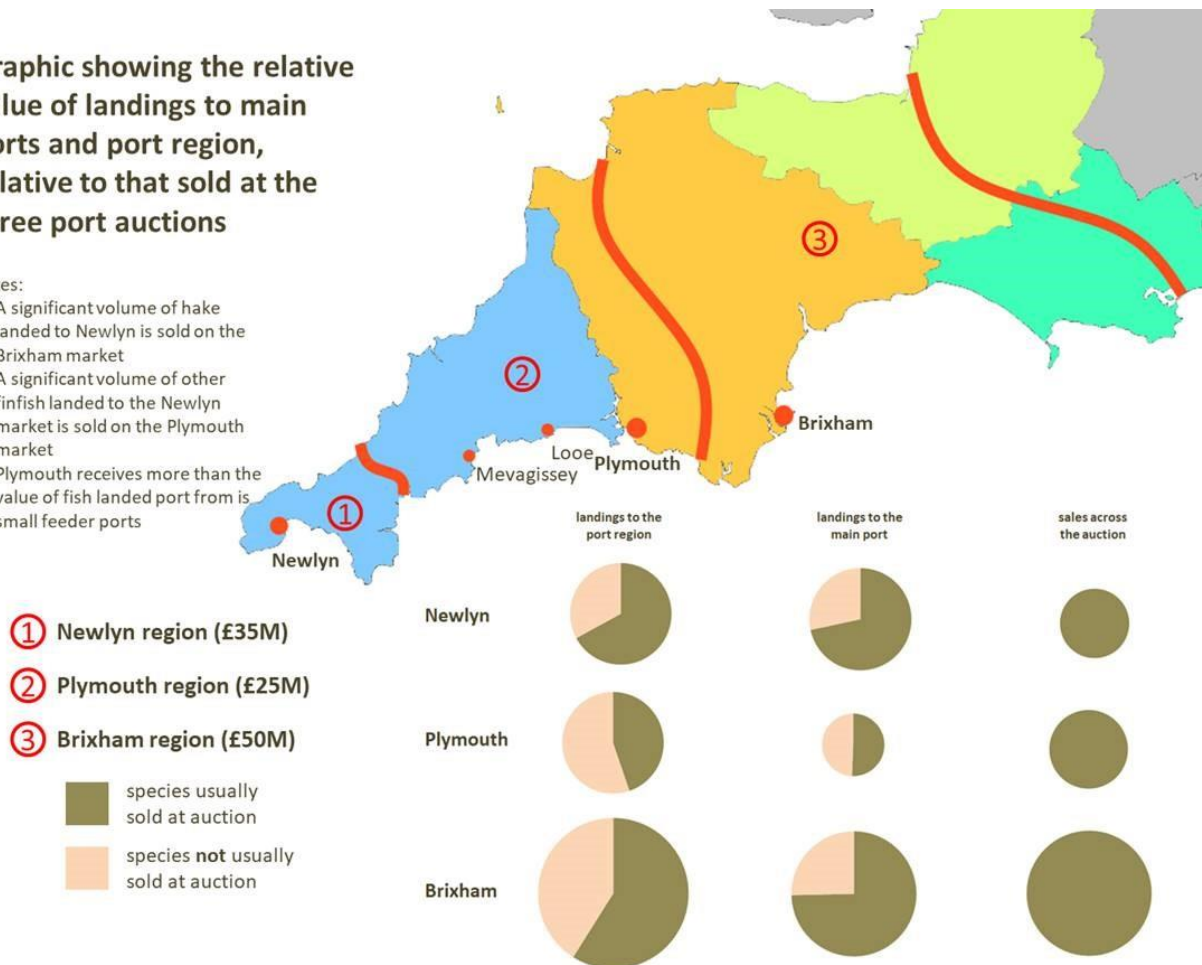 raphic showing the relative
lue of landings to main
orts and port region,
lative to that sold at the
ree port auctions
es:
A significant volume of hake
anded to Newlyn is sold on the
Brixham market
A significant volume of other
finfish landed to the Newlyn
market is sold on the Plymouth
market
Plymouth receives more than the
value of fish landed port from is
small feeder ports
3
2
1
Brixham
Looe
Plymouth
Mevagissey
Newlyn
1 Newlyn region (£35M)
2 Plymouth region (£25M)
3 Brixham region (£50M)
species usually
sold at auction
species not usually
sold at auction
landings to the
port region
landings to the
main port
sales across
the auction
Newlyn
Plymouth
Brixham